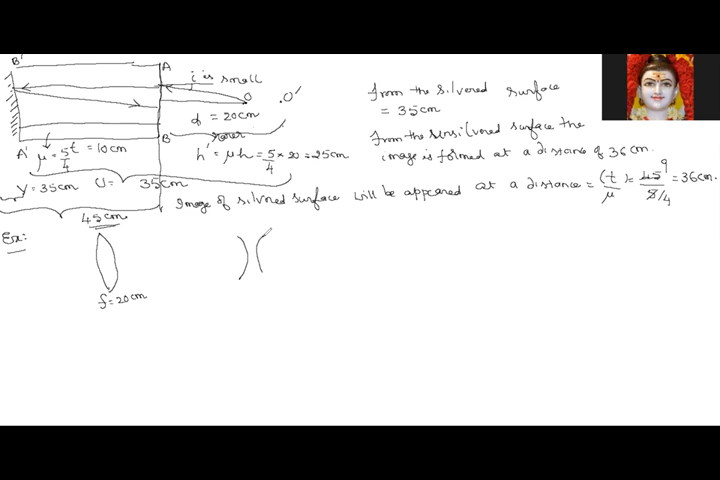 B' A
i is small
O .O'
d = 20cm
B
A' μ = 5/4 t = 10cm
h' = μh = 5/4 × 20 = 25cm
Y = 35cm U = 35cm
45cm
from the silvered surface
= 35cm
from the unsilvered surface the
image is formed at a distance of 36cm.
Image of silvered surface will be appeared at a distance = (t/μ) = 45/5/4 9 = 36cm.
Ex:
f = 20cm